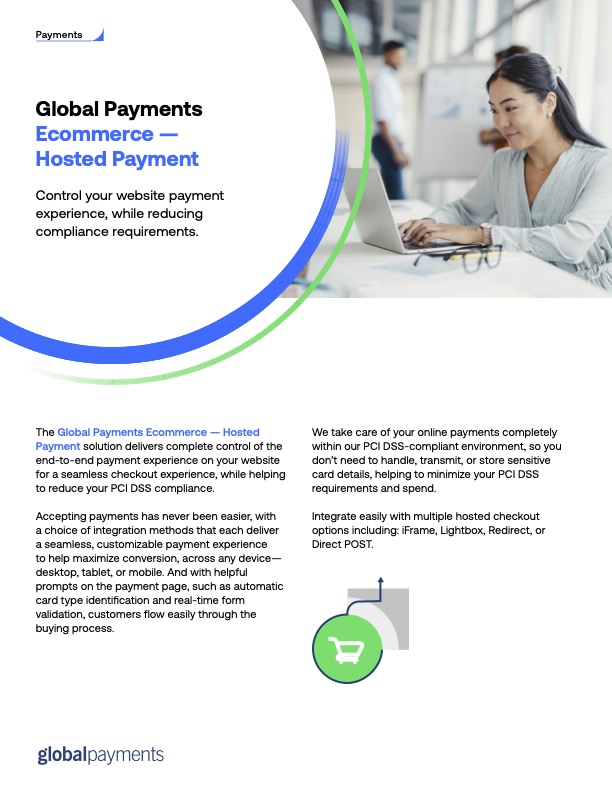 Payments
Global Payments
Ecommerce —
Hosted Payment
Control your website payment
experience, while reducing
compliance requirements.
The Global Payments Ecommerce — Hosted
Payment solution delivers complete control of the
end-to-end payment experience on your website
for a seamless checkout experience, while helping
to reduce your PCI DSS compliance.
Accepting payments has never been easier, with
a choice of integration methods that each deliver
a seamless, customizable payment experience
to help maximize conversion, across any device—
desktop, tablet, or mobile. And with helpful
prompts on the payment page, such as automatic
card type identification and real-time form
validation, customers flow easily through the
buying process.
We take care of your online payments completely
within our PCI DSS-compliant environment, so you
don't need to handle, transmit, or store sensitive
card details, helping to minimize your PCI DSS
requirements and spend.
Integrate easily with multiple hosted checkout
options including: iFrame, Lightbox, Redirect, or
Direct POST.
globalpayments